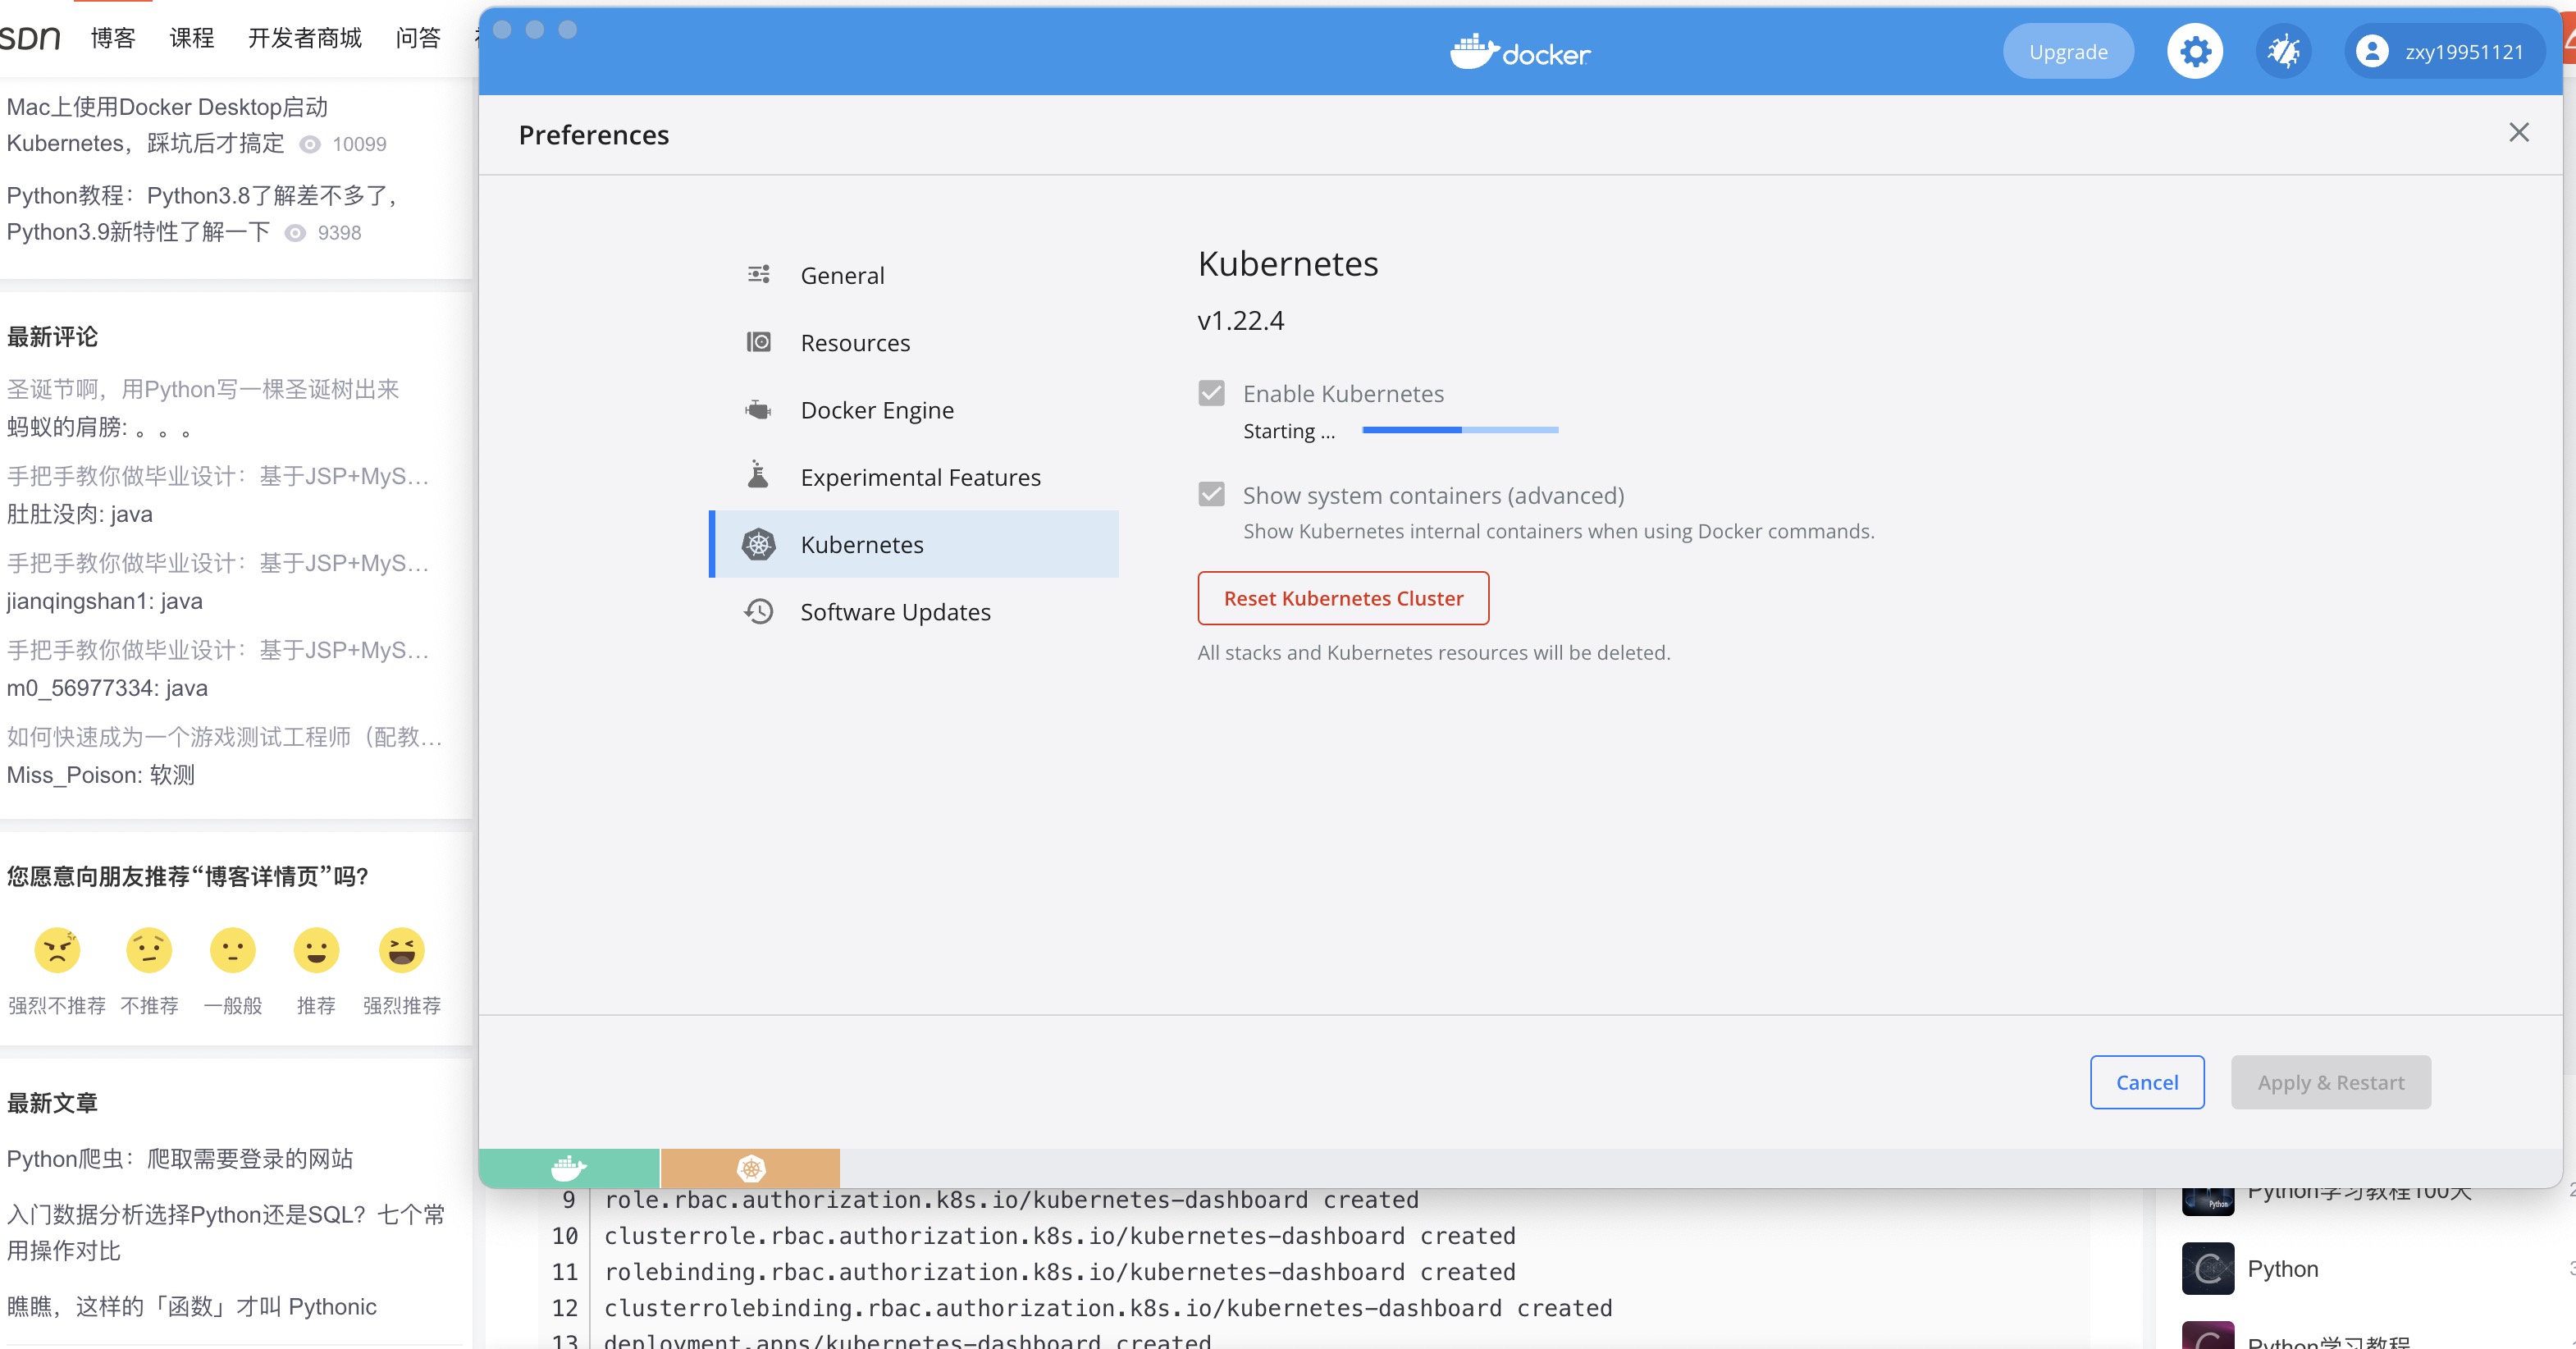 SDN 博客 课程 开发者商城 问答
Mac上使用Docker Desktop启动
Kubernetes，踩坑后才搞定 10099
Python教程：Python3.8了解差不多了，
Python3.9新特性了解一下 9398
最新评论
圣诞节啊，用Python写一棵圣诞树出来
蚂蚁的肩膀: 。。。
手把手教你做毕业设计：基于JSP+MyS...
肚肚没肉: java
手把手教你做毕业设计：基于JSP+MyS...
jianqingshan1: java
手把手教你做毕业设计：基于JSP+MyS...
m0_56977334: java
如何快速成为一个游戏测试工程师（配教...
Miss_Poison: 软测
您愿意向朋友推荐“博客详情页”吗?
强烈不推荐 不推荐 一般般 推荐 强烈推荐
最新文章
Python爬虫：爬取需要登录的网站
入门数据分析选择Python还是SQL？七个常
用操作对比
瞧瞧，这样的「函数」才叫 Pythonic
docker
Upgrade
zxy19951121
Preferences
General
Resources
Docker Engine
Experimental Features
Kubernetes
Software Updates
Kubernetes
v1.22.4
Enable Kubernetes
Starting ...
Show system containers (advanced)
Show Kubernetes internal containers when using Docker commands.
Reset Kubernetes Cluster
All stacks and Kubernetes resources will be deleted.
Cancel
Apply & Restart
9 role.rbac.authorization.k8s.io/kubernetes-dashboard created
10 clusterrole.rbac.authorization.k8s.io/kubernetes-dashboard created
11 rolebinding.rbac.authorization.k8s.io/kubernetes-dashboard created
12 clusterrolebinding.rbac.authorization.k8s.io/kubernetes-dashboard created
13 deployment.apps/kubernetes-dashboard created
Python学习教程100天
Python
Python
Python学习教程